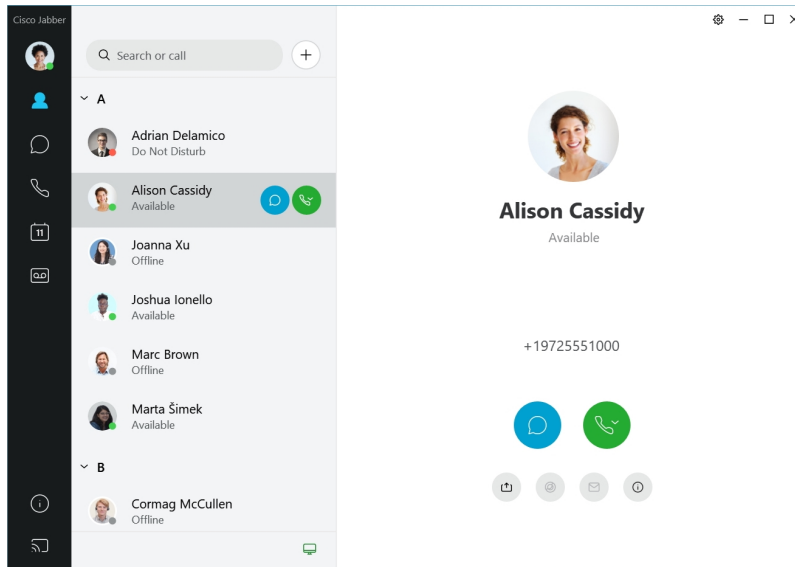 Cisco Jabber
Search or call
A
Adrian Delamico
Do Not Disturb
Alison Cassidy
Available
Joanna Xu
Offline
Joshua Ionello
Available
Marc Brown
Offline
Marta Šimek
Available
B
Cormag McCullen
Offline
11
Alison Cassidy
Available
+19725551000